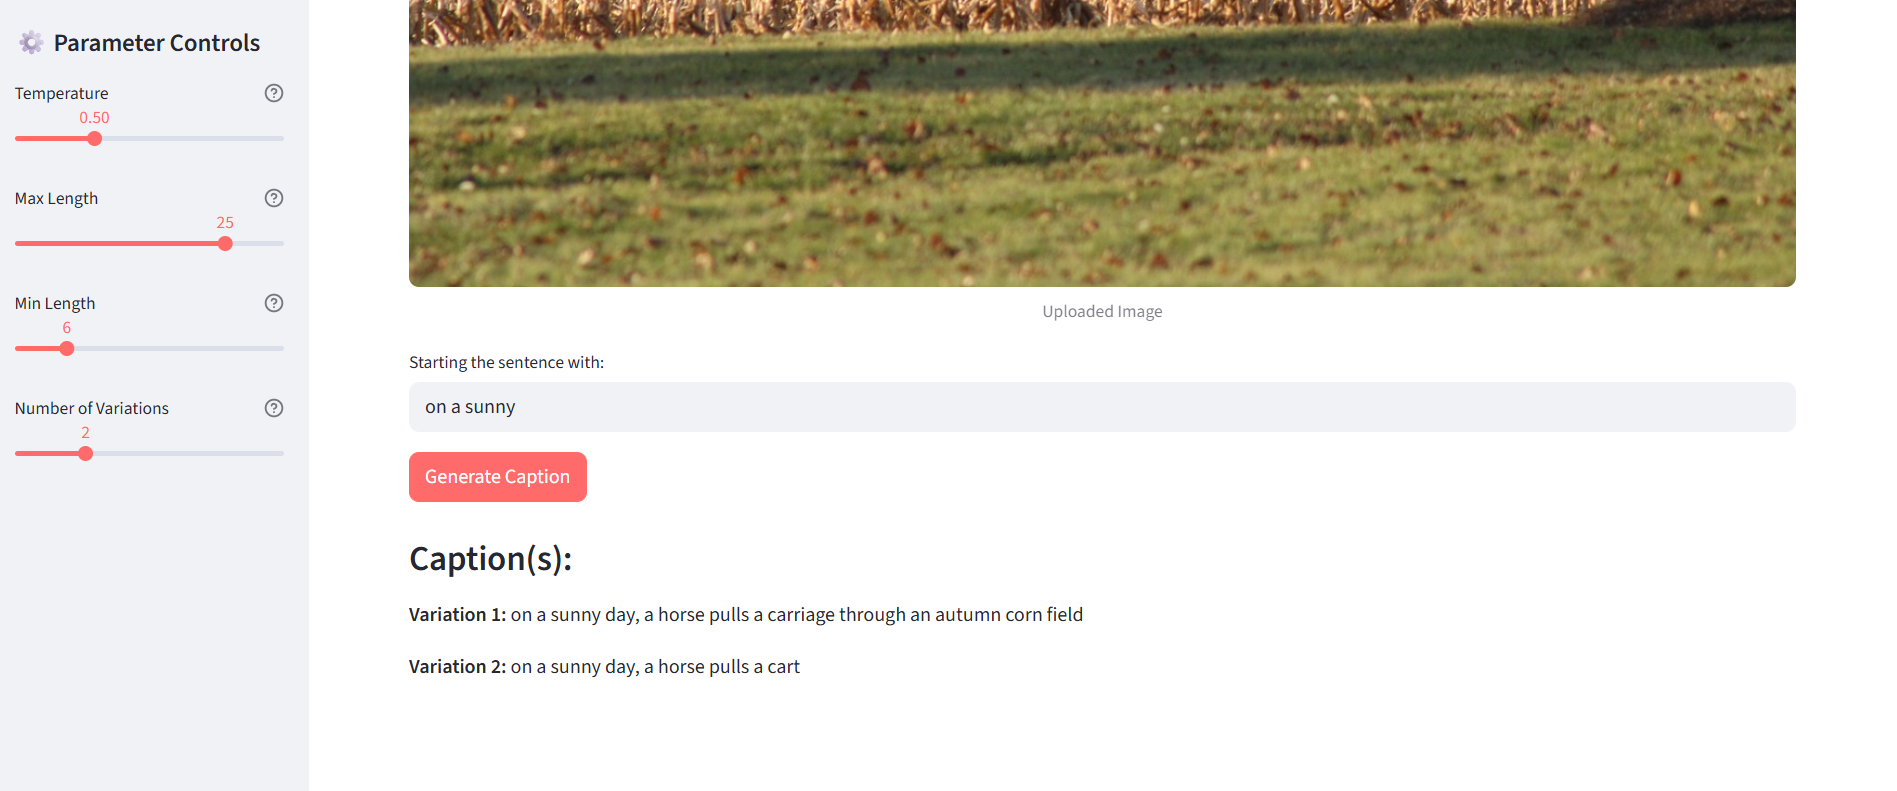 Parameter Controls
Temperature
0.50
Max Length
25
Min Length
6
Number of Variations
2
Uploaded Image
Starting the sentence with:
on a sunny
Generate Caption
Caption(s):
Variation 1: on a sunny day, a horse pulls a carriage through an autumn corn field
Variation 2: on a sunny day, a horse pulls a cart